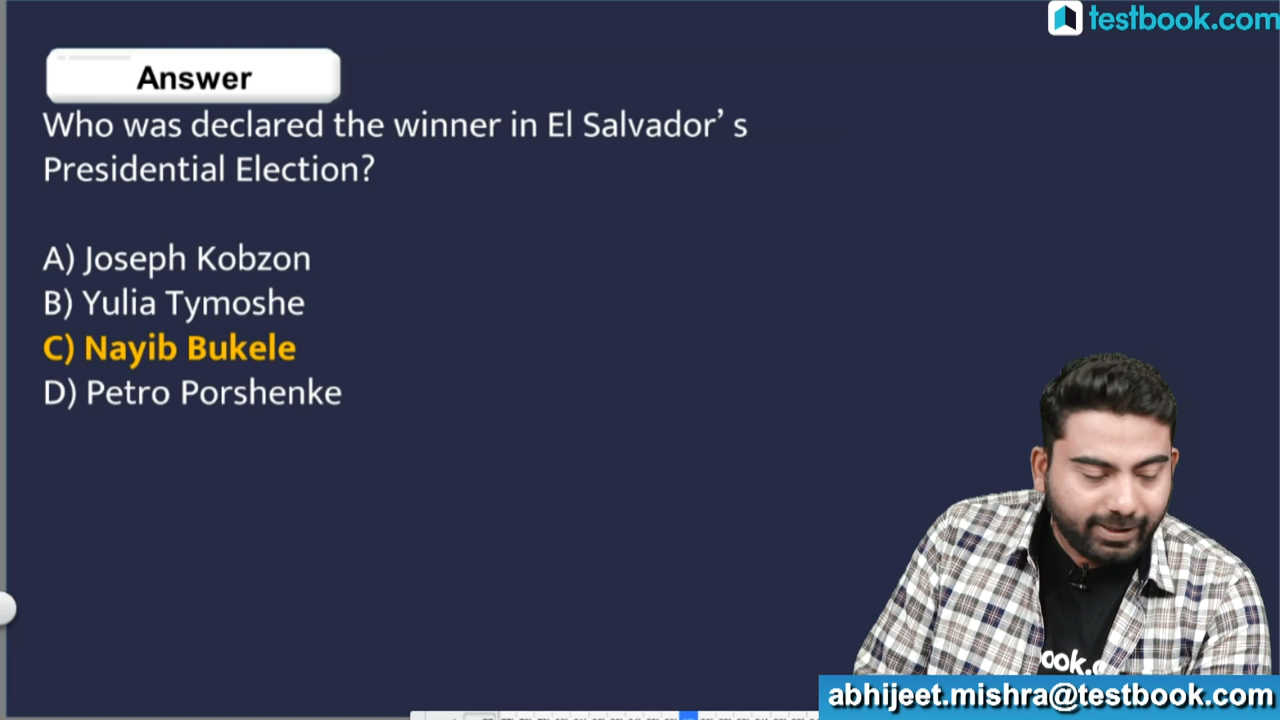 testbook.com
Answer
Who was declared the winner in El Salvador’ s
Presidential Election?
A) Joseph Kobzon
B) Yulia Tymoshe
C) Nayib Bukele
D) Petro Porshenke
abhijeet.mishra@testbook.com